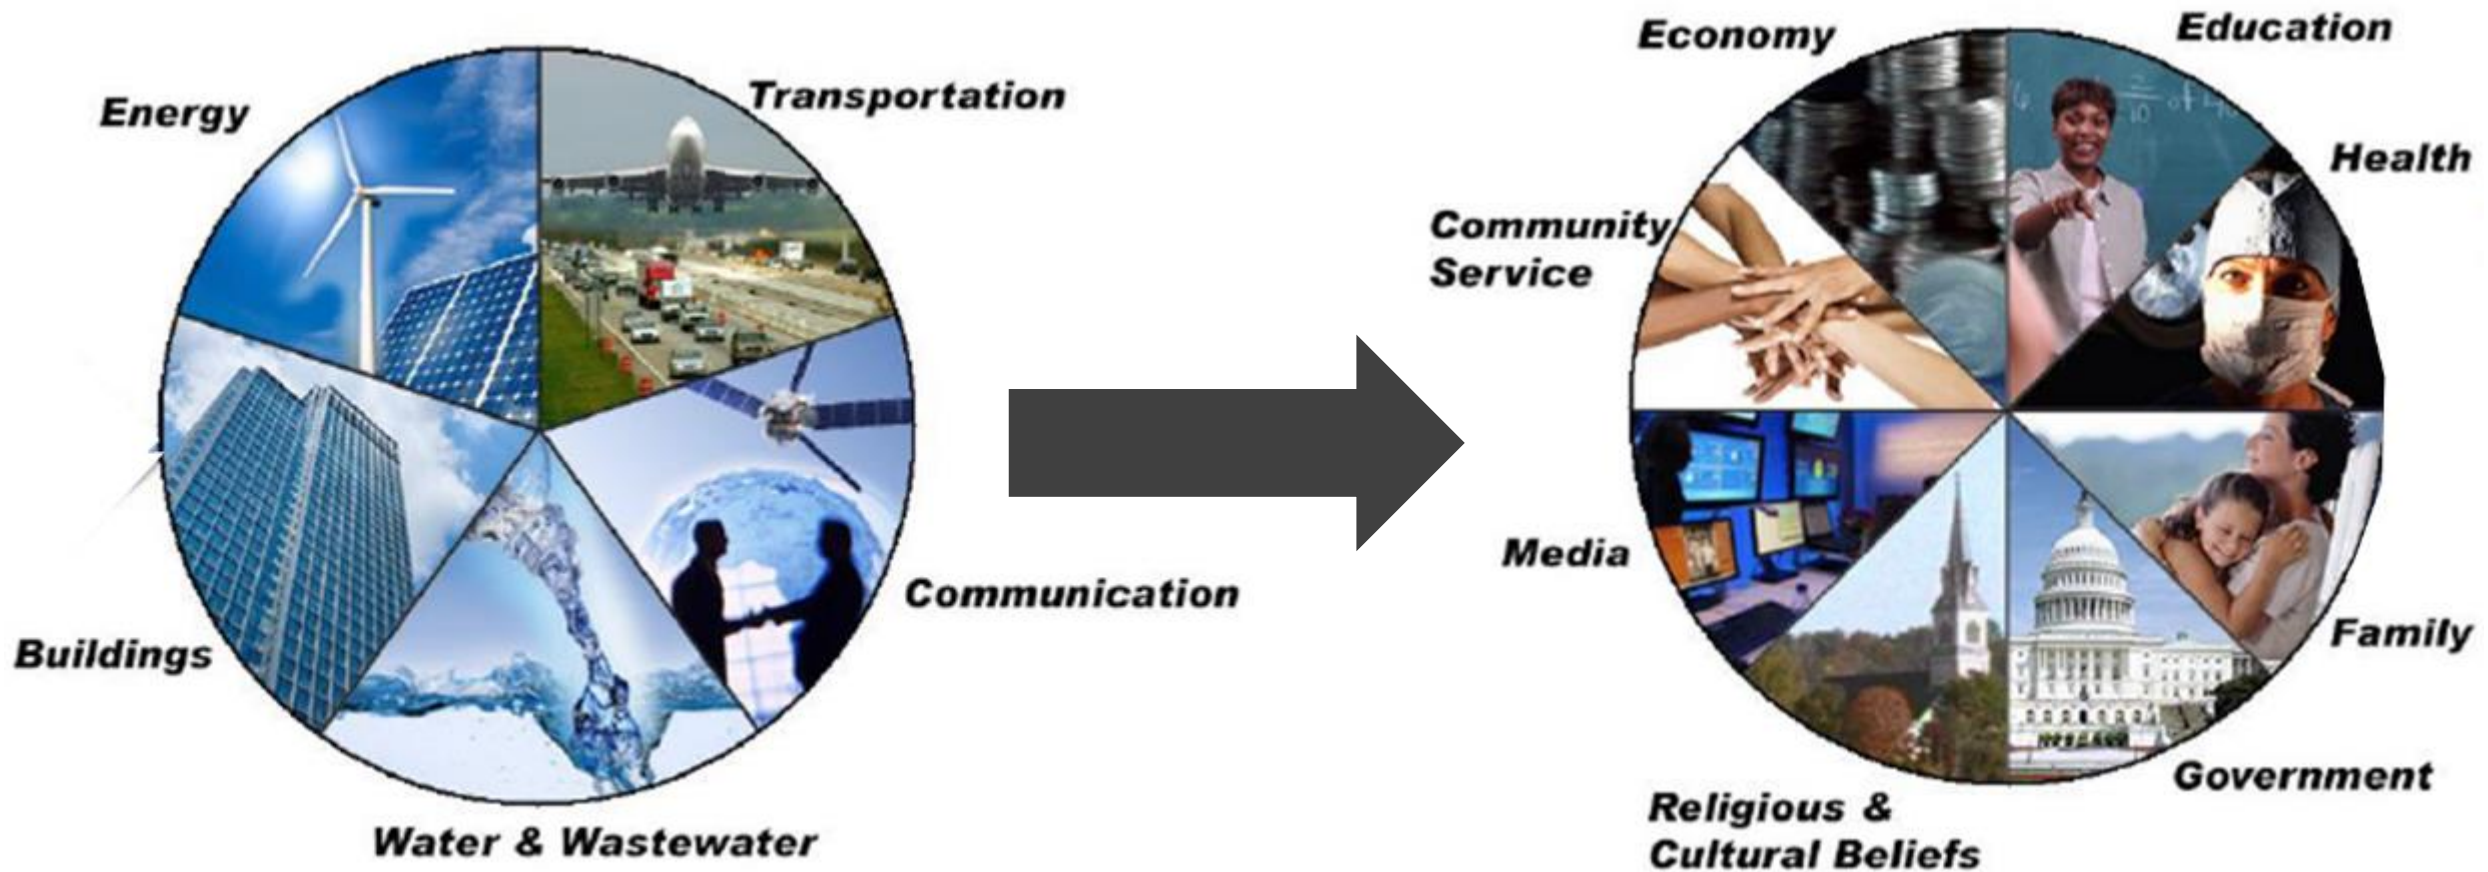 Energy
Transportation
Buildings
Communication
Water & Wastewater
Economy
Education
Health
Community
Service
Media
Family
Government
Religious &
Cultural Beliefs